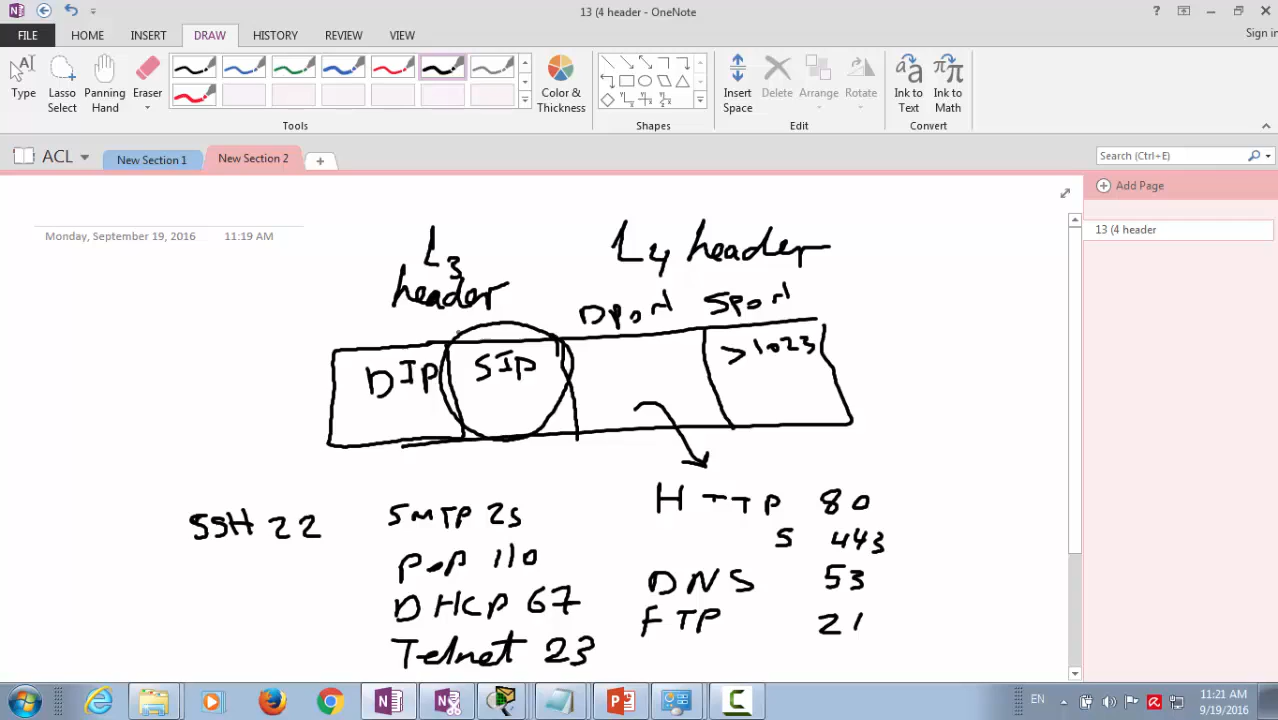 13 (4 header - OneNote
Sign in
FILE HOME INSERT DRAW HISTORY REVIEW VIEW
Type
Lasso Select
Panning Hand
Eraser
Color & Thickness
Insert Space
Delete
Arrange
Rotate
Ink to Text
Ink to Math
Tools
Shapes
Edit
Convert
ACL
New Section 1
New Section 2
Search (Ctrl+E)
Add Page
13 (4 header
Monday, September 19, 2016 11:19 AM
L3 header
L4 header
Dport Sport
DIP SIP >1023
HTTP 80
S 443
DNS 53
FTP 21
SSH 22
SMTP 25
POP 110
DHCP 67
Telnet 23
EN
11:21 AM
9/19/2016